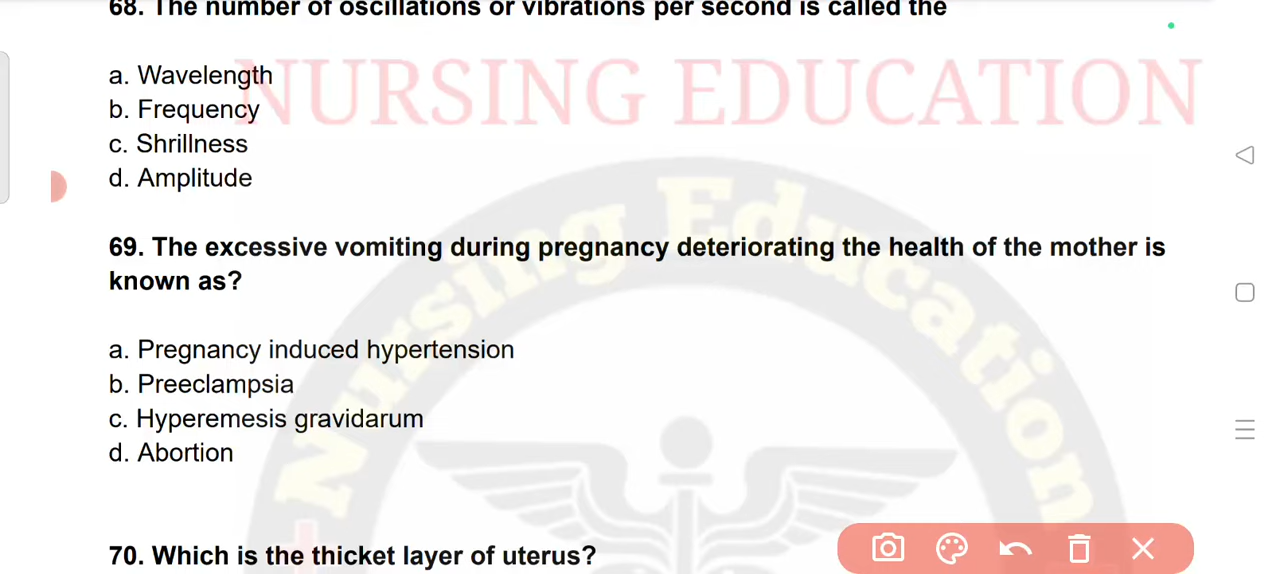 68. The number of oscillations or vibrations per second is called the
NURSING EDUCATION
a. Wavelength
b. Frequency
c. Shrillness
d. Amplitude
Nursing Education
69. The excessive vomiting during pregnancy deteriorating the health of the mother is
known as?
a. Pregnancy induced hypertension
b. Preeclampsia
c. Hyperemesis gravidarum
d. Abortion
70. Which is the thicket layer of uterus?